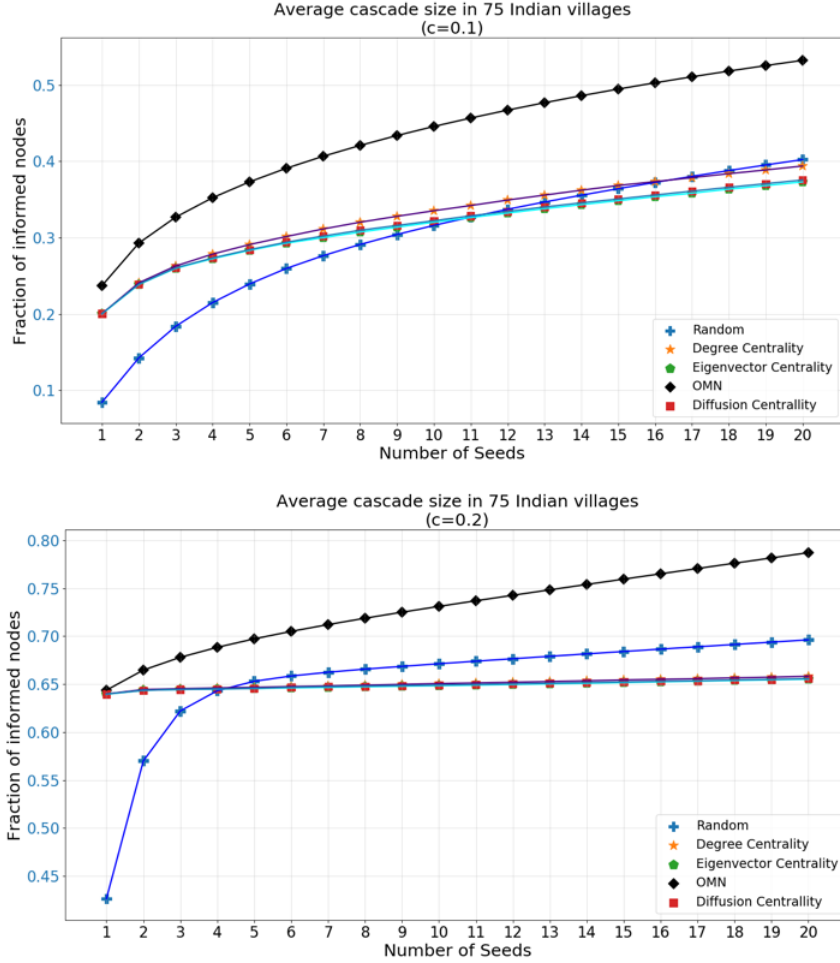 Average cascade size in 75 Indian villages
(c=0.1)
Fraction of informed nodes
0.5
0.4
0.3
0.2
0.1
Random
Degree Centrality
Eigenvector Centrality
OMN
Diffusion Centrallity
1 2 3 4 5 6 7 8 9 10 11 12 13 14 15 16 17 18 19 20
Number of Seeds
Average cascade size in 75 Indian villages
(c=0.2)
Fraction of informed nodes
0.80
0.75
0.70
0.65
0.60
0.55
0.50
0.45
Random
Degree Centrality
Eigenvector Centrality
OMN
Diffusion Centrallity
1 2 3 4 5 6 7 8 9 10 11 12 13 14 15 16 17 18 19 20
Number of Seeds